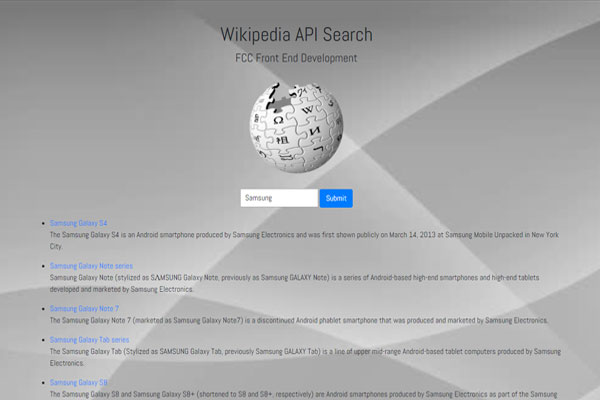 Wikipedia API Search
FCC Front End Development
Ω
W
И
祖
Samsung Submit
Samsung Galaxy S4
The Samsung Galaxy S4 is an Android smartphone produced by Samsung Electronics and was first shown publicly on March 14, 2013 at Samsung Mobile Unpacked in New York
City.
Samsung Galaxy Note series
Samsung Galaxy Note (stylized as SΛMSUNG Galaxy Note, previously as Samsung GALAXY Note) is a series of Android-based high-end smartphones and high-end tablets
developed and marketed by Samsung Electronics.
Samsung Galaxy Note 7
The Samsung Galaxy Note 7 (marketed as Samsung Galaxy Note7) is a discontinued Android phablet smartphone that was produced and marketed by Samsung Electronics.
Samsung Galaxy Tab series
The Samsung Galaxy Tab (Stylized as SAMSUNG Galaxy Tab, previously Samsung GALAXY Tab) is a line of upper mid-range Android-based tablet computers produced by Samsung
Electronics.
Samsung Galaxy S8
The Samsung Galaxy S8 and Samsung Galaxy S8+ (shortened to S8 and S8+, respectively) are Android smartphones produced by Samsung Electronics as part of the Samsung